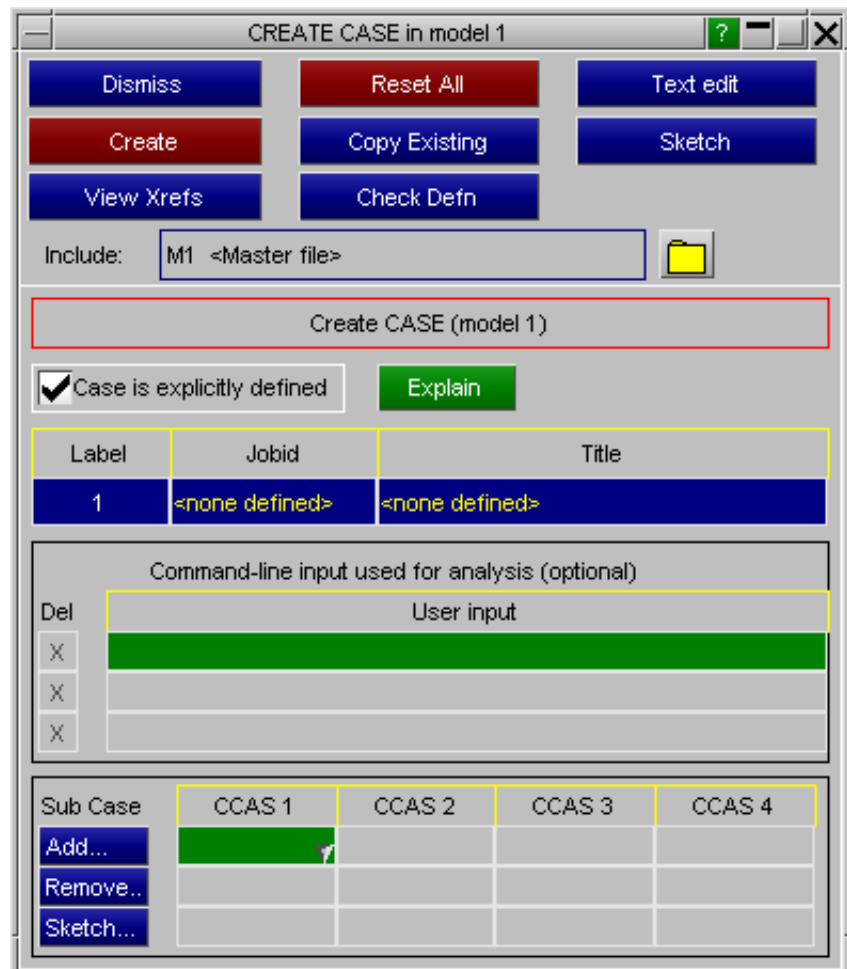 CREATE CASE in model 1 ?
Dismiss Reset All Text edit
Create Copy Existing Sketch
View Xrefs Check Defn
Include: M1 <Master file>
Create CASE (model 1)
Case is explicitly defined Explain
Label Jobid Title
1 <none defined> <none defined>
Command-line input used for analysis (optional)
Del User input
X
X
X
Sub Case CCAS 1 CCAS 2 CCAS 3 CCAS 4
Add...
Remove..
Sketch...